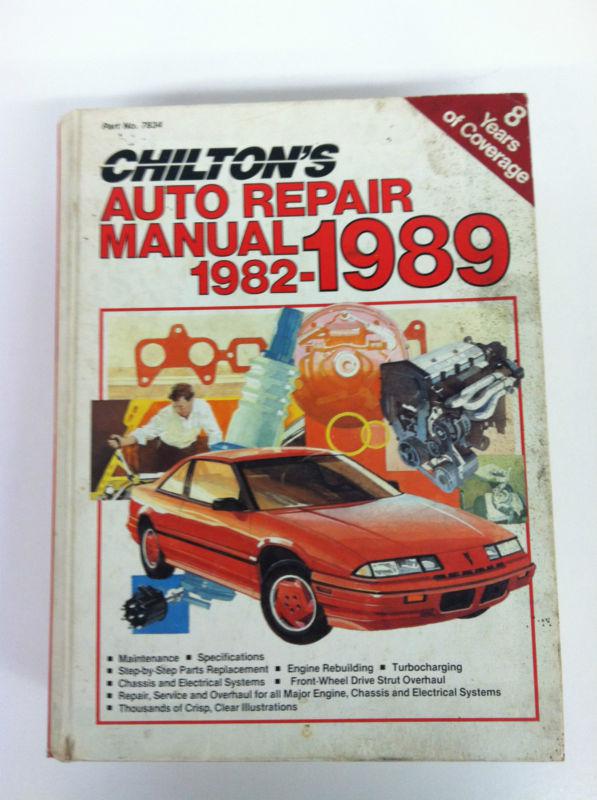 Part No. 7834
8
Years
of Coverage
CHILTON'S
AUTO REPAIR
MANUAL
1982-1989
▪ Maintenance ▪ Specifications
▪ Step-by-Step Parts Replacement ▪ Engine Rebuilding ▪ Turbocharging
▪ Chassis and Electrical Systems ▪ Front-Wheel Drive Strut Overhaul
▪ Repair, Service and Overhaul for all Major Engine, Chassis and Electrical Systems
▪ Thousands of Crisp, Clear Illustrations